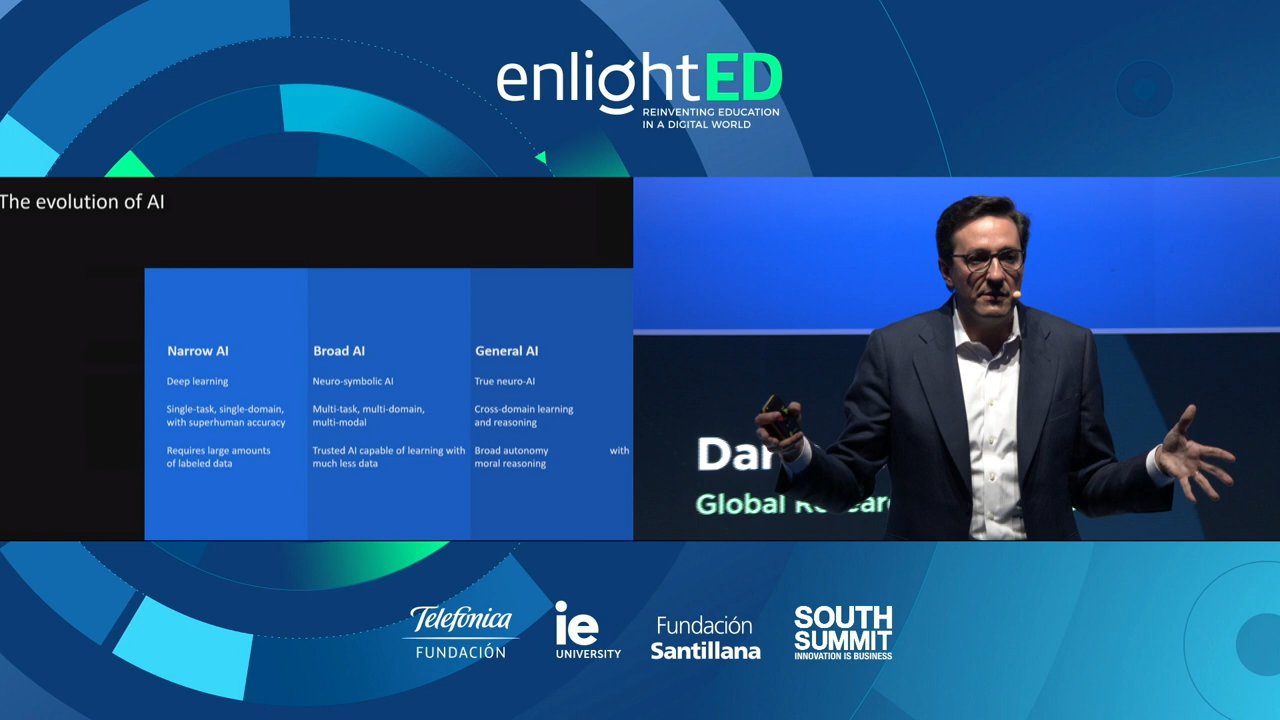 enlightED
REINVENTING EDUCATION
IN A DIGITAL WORLD
The evolution of AI
Narrow AI
Deep learning
Single-task, single-domain,
with superhuman accuracy
Requires large amounts
of labeled data
Broad AI
Neuro-symbolic AI
Multi-task, multi-domain,
multi-modal
Trusted AI capable of learning with
much less data
General AI
True neuro-AI
Cross-domain learning
and reasoning
Broad autonomy with
moral reasoning
Dar
Global
Telefónica
FUNDACIÓN
ie
UNIVERSITY
Fundación
Santillana
SOUTH
SUMMIT
INNOVATION IS BUSINESS